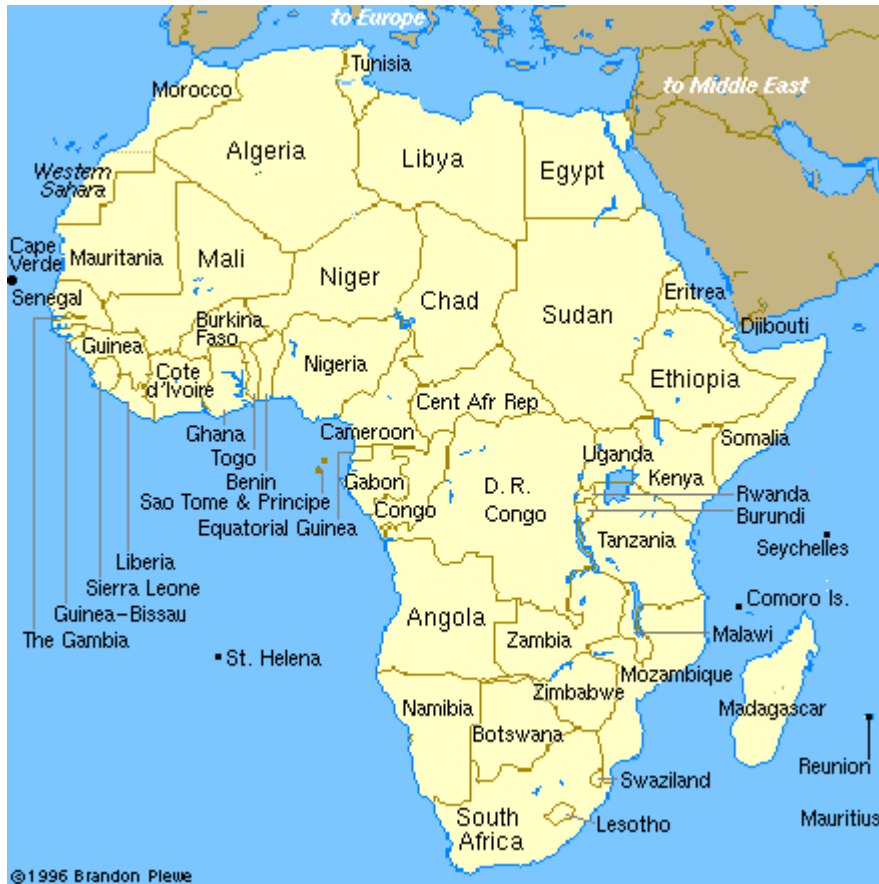 to Europe
Tunisia
to Middle East
Morocco
Algeria
Libya
Egypt
Western
Sahara
Cape
Verde
Mauritania
Mali
Niger
Chad
Sudan
Eritrea
Senegal
Burkina
Faso
Djibouti
Guinea
Nigeria
Cote
d'Ivoire
Ethiopia
Cent Afr Rep
Ghana
Cameroon
Somalia
Togo
Uganda
Benin
Gabon
Kenya
D. R.
Congo
Sao Tome & Principe
Rwanda
Congo
Burundi
Equatorial Guinea
Tanzania
Seychelles
Liberia
Sierra Leone
Guinea-Bissau
The Gambia
Comoro Is.
Angola
Zambia
Malawi
St. Helena
Mozambique
Zimbabwe
Namibia
Madagascar
Botswana
Reunion
Swaziland
South
Africa
Lesotho
Mauritius
©1996 Brandon Plewe